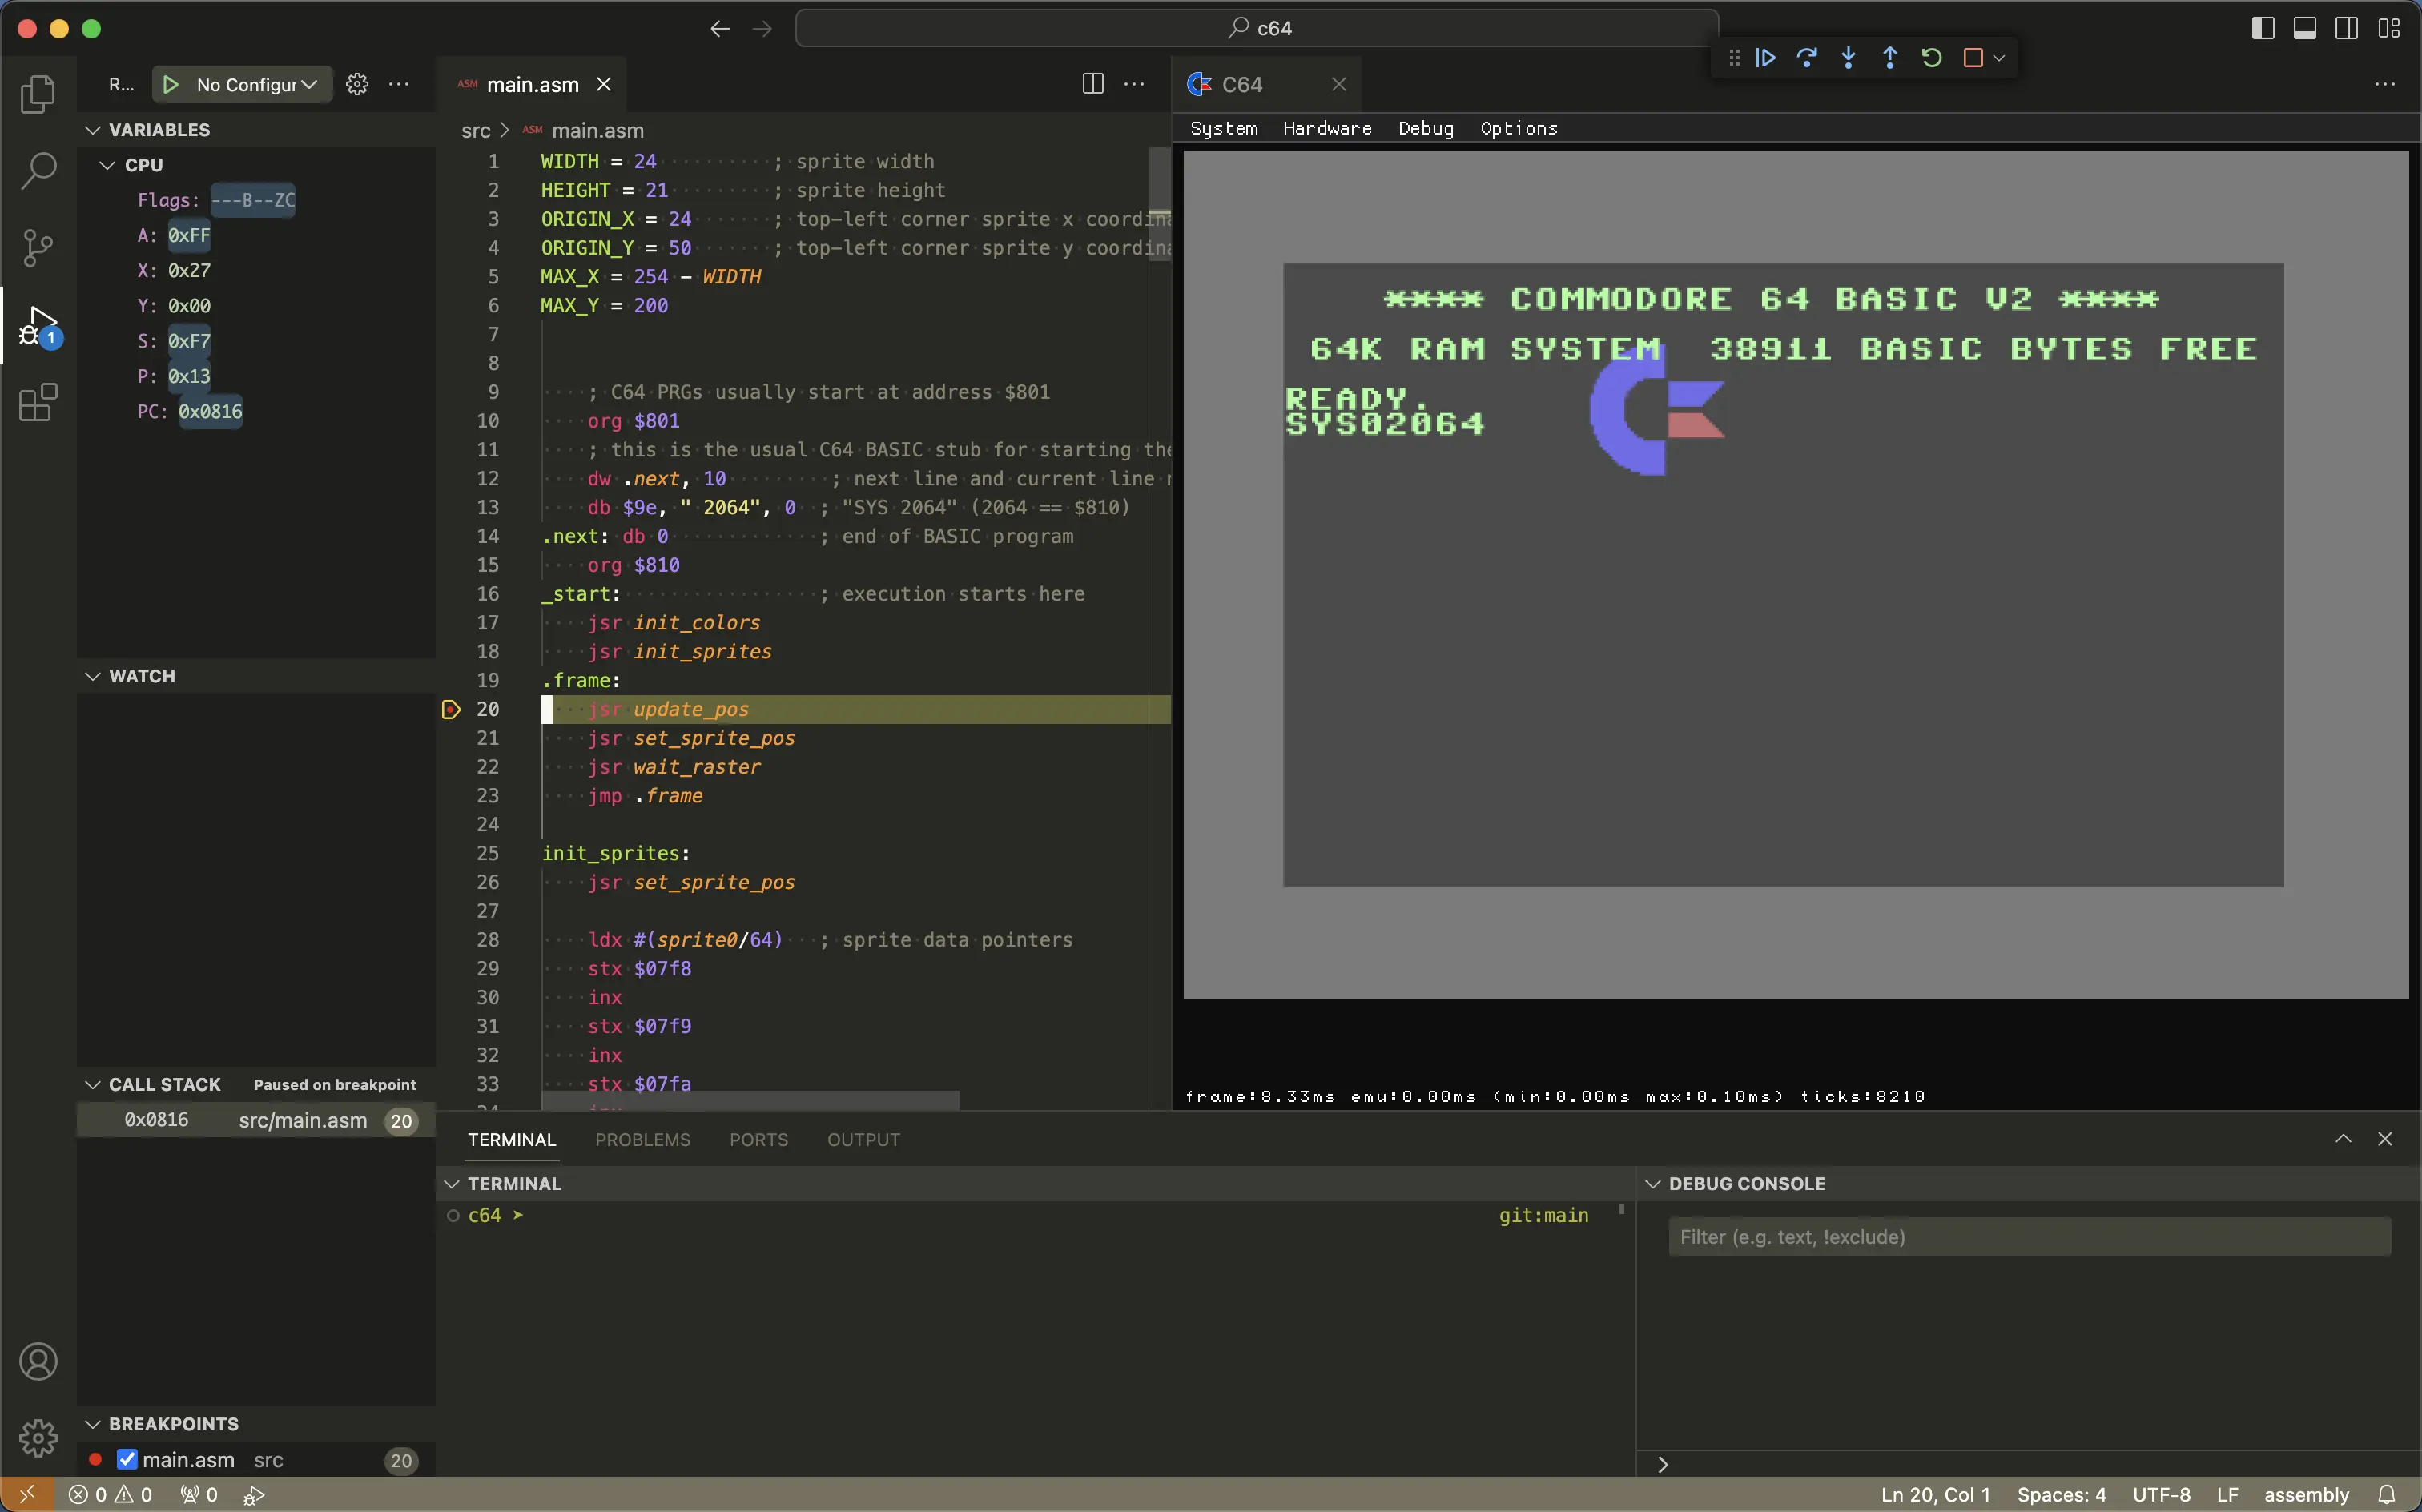 c64
R...
No Configur
ASM main.asm
C64
VARIABLES
CPU
Flags: ---B--ZC
A: 0xFF
X: 0x27
Y: 0x00
S: 0xF7
P: 0x13
PC: 0x0816
WATCH
CALL STACK Paused on breakpoint
0x0816 src/main.asm 20
BREAKPOINTS
main.asm src 20
src > ASM main.asm
1 WIDTH = 24 ; sprite width
2 HEIGHT = 21 ; sprite height
3 ORIGIN_X = 24 ; top-left corner sprite x coordina
4 ORIGIN_Y = 50 ; top-left corner sprite y coordina
5 MAX_X = 254 - WIDTH
6 MAX_Y = 200
7
8
9 ; C64 PRGs usually start at address $801
10 org $801
11 ; this is the usual C64 BASIC stub for starting the
12 dw .next, 10 ; next line and current line
13 db $9e, " 2064", 0 ; "SYS 2064" (2064 == $810)
14 .next: db 0 ; end of BASIC program
15 org $810
16 _start: ; execution starts here
17 jsr init_colors
18 jsr init_sprites
19 .frame:
20 jsr update_pos
21 jsr set_sprite_pos
22 jsr wait_raster
23 jmp .frame
24
25 init_sprites:
26 jsr set_sprite_pos
27
28 ldx #(sprite0/64) ; sprite data pointers
29 stx $07f8
30 inx
31 stx $07f9
32 inx
33 stx $07fa
System Hardware Debug Options
**** COMMODORE 64 BASIC V2 ****
64K RAM SYSTEM 38911 BASIC BYTES FREE
READY.
SYS02064
frame:8.33ms emu:0.00ms (min:0.00ms max:0.10ms) ticks:8210
TERMINAL PROBLEMS PORTS OUTPUT
TERMINAL
c64 ➤ git:main
DEBUG CONSOLE
Filter (e.g. text, !exclude)
1
0 0 0
Ln 20, Col 1 Spaces: 4 UTF-8 LF assembly